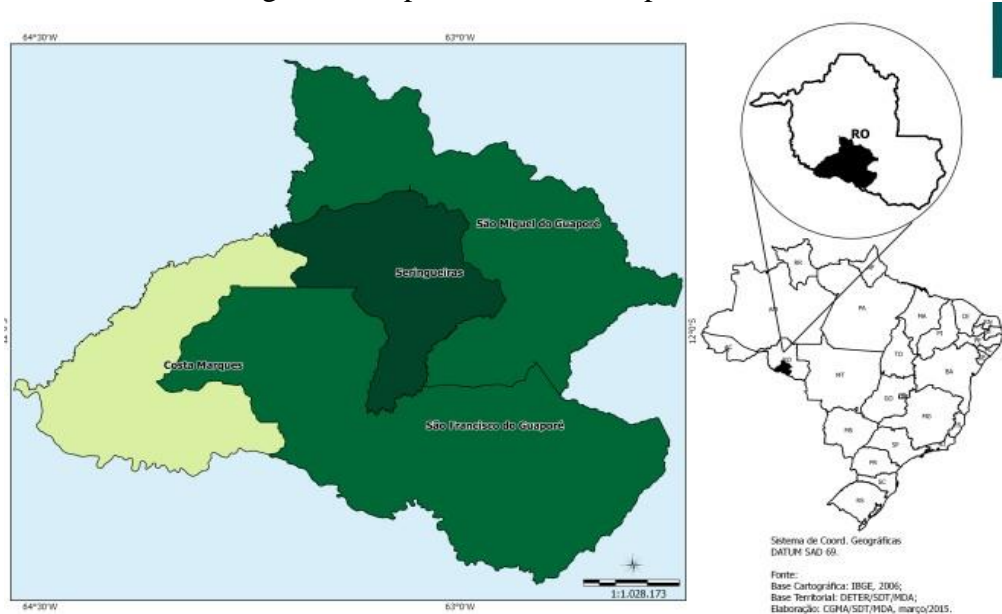 64°30'W
63°0'W
RO
São Miguel do Guaporé
Seringueiras
Costa Marques
São Francisco do Guaporé
12°0'S
RR
PA
MA
PI
AC
RO
TO
BA
MT
GO
MG
MS
SP
PR
SC
RS
1:1.028.173
64°30'W
63°0'W
Sistema de Coord. Geográficas
DATUM SAD 69.
Fonte:
Base Cartográfica: IBGE, 2006;
Base Territorial: DETER/SDT/MDA;
Elaboração: CGMA/SDT/MDA, março/2015.